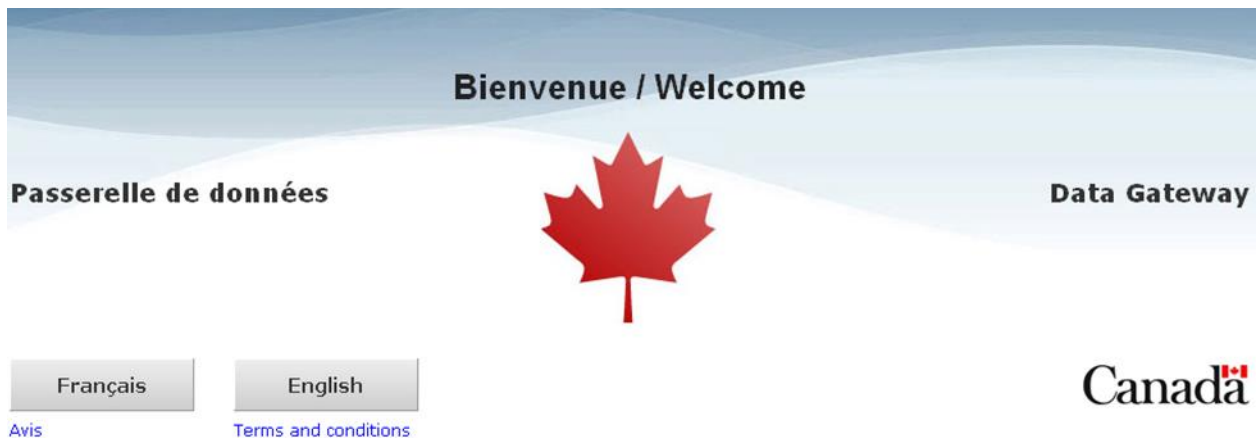 Bienvenue / Welcome
Passerelle de données
Data Gateway
Français
English
Canada
Avis
Terms and conditions